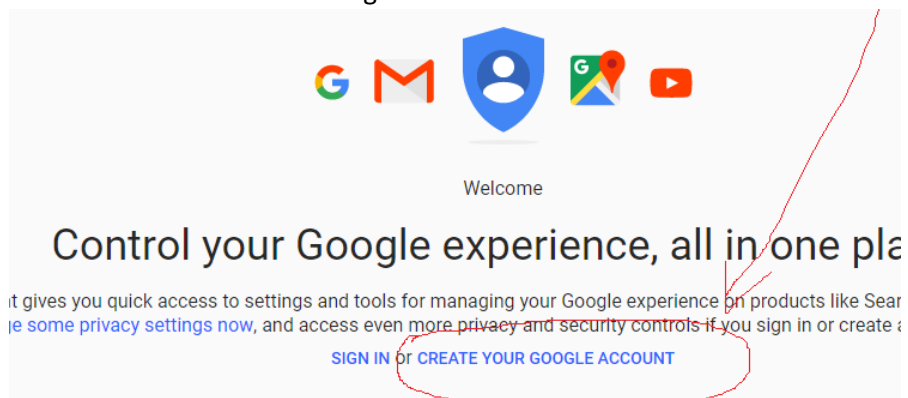 Welcome
Control your Google experience, all in one pla
t gives you quick access to settings and tools for managing your Google experience on products like Sear
ge some privacy settings now, and access even more privacy and security controls if you sign in or create a
SIGN IN or CREATE YOUR GOOGLE ACCOUNT